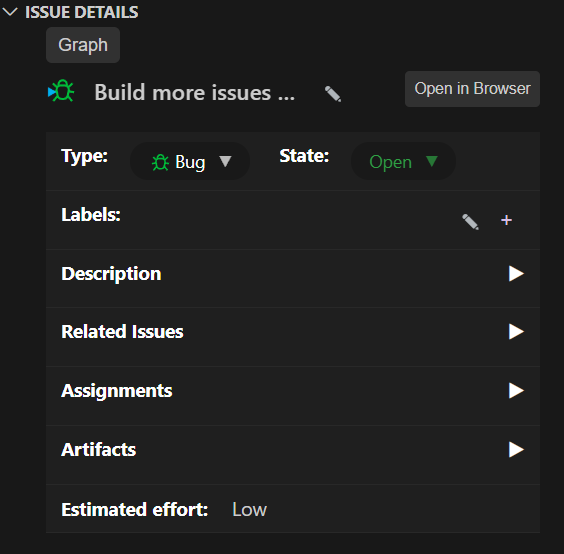 ISSUE DETAILS
Graph
Build more issues ...
Open in Browser
Type: Bug State: Open
Labels: +
Description
Related Issues
Assignments
Artifacts
Estimated effort: Low